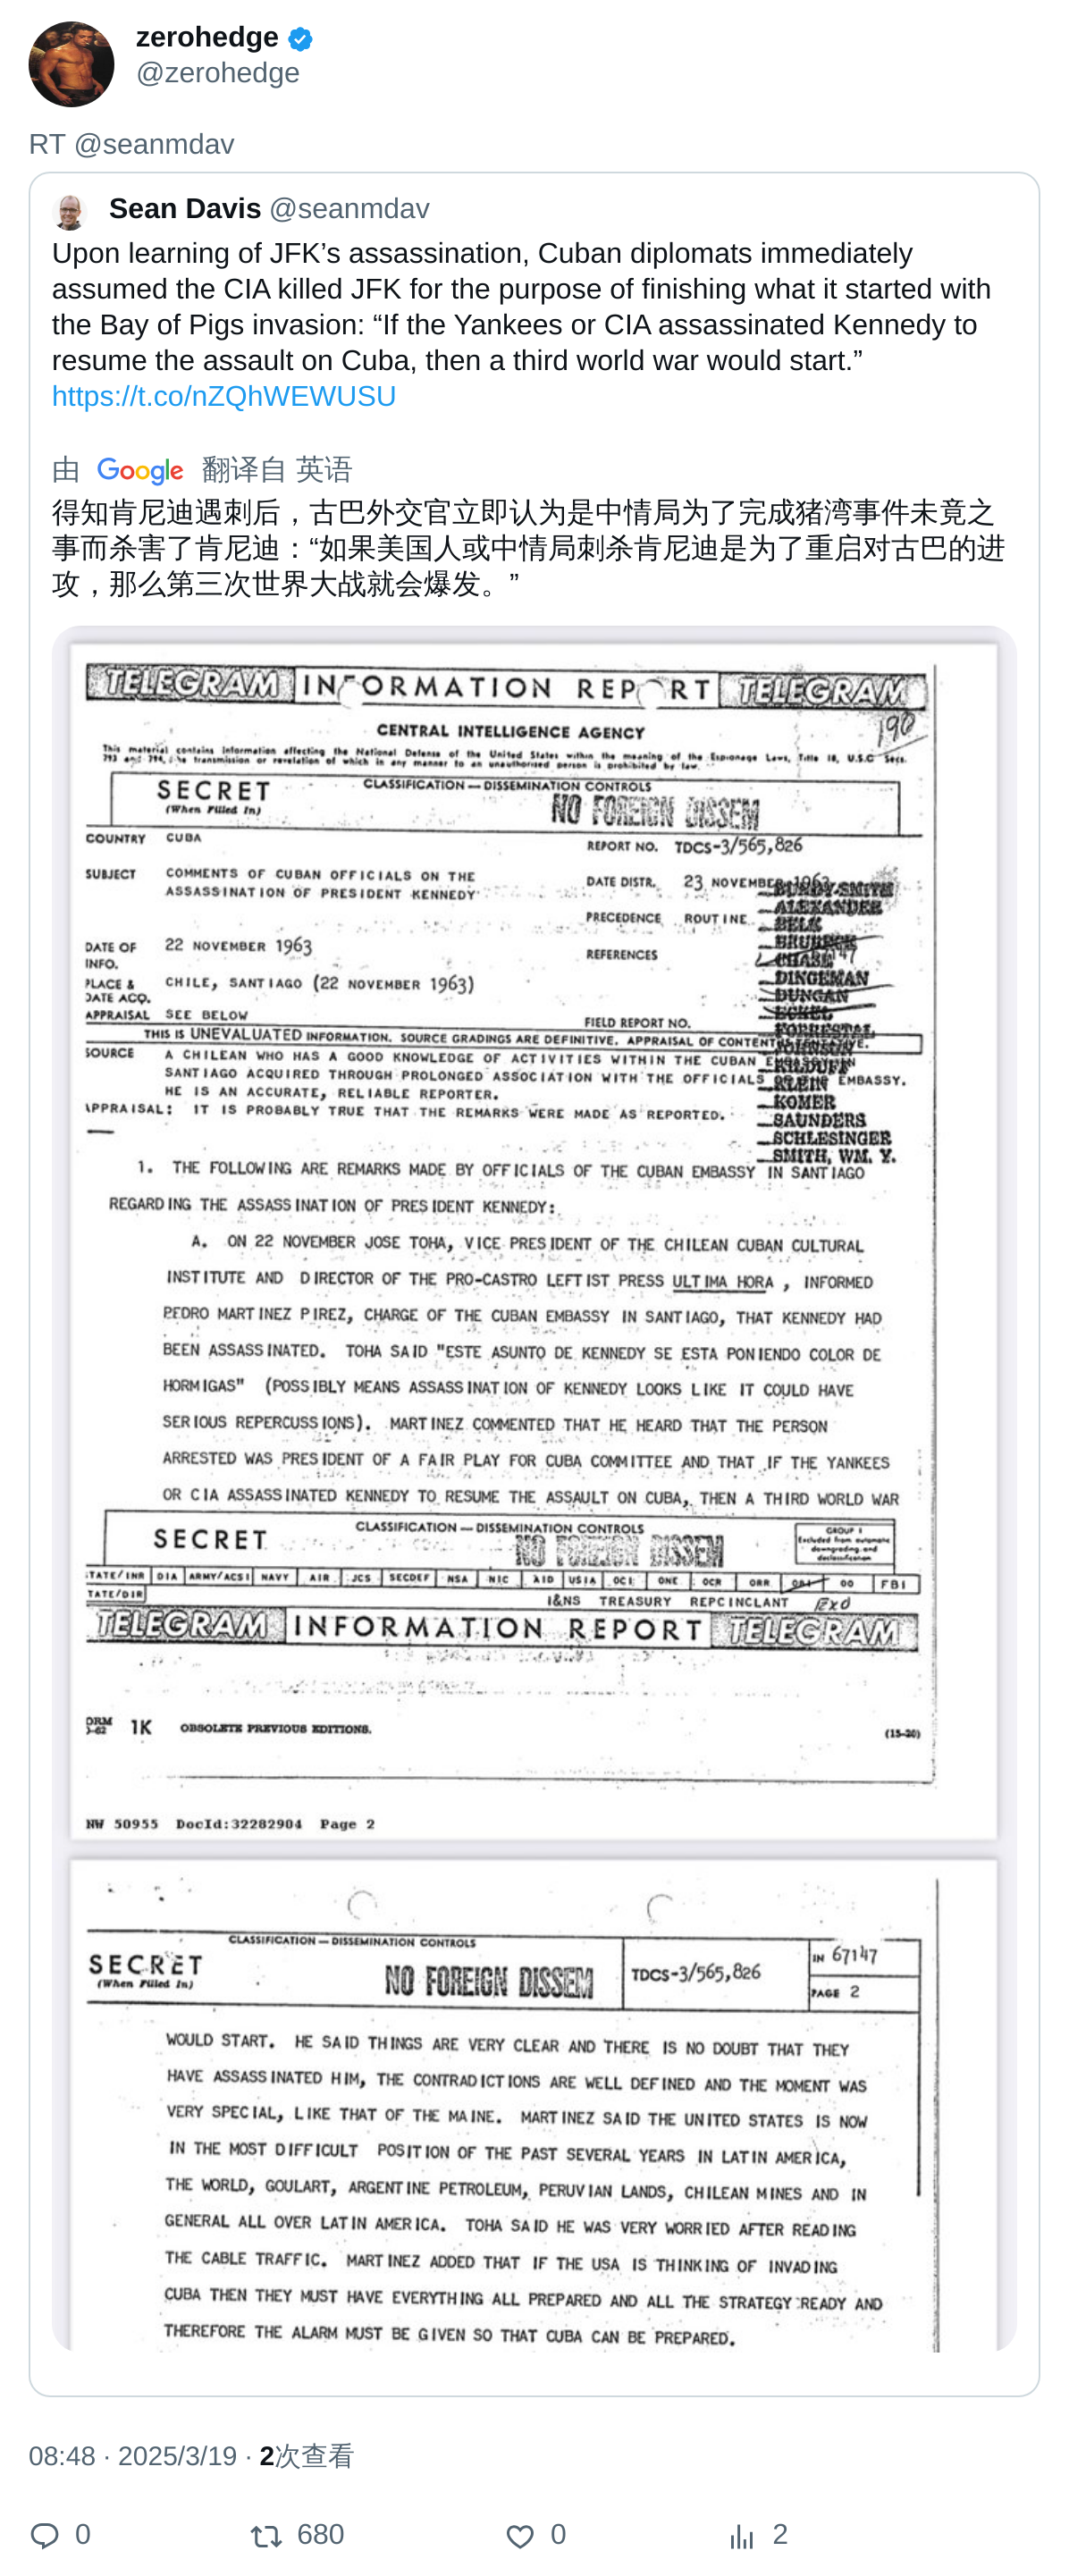 zerohedge
@zerohedge
RT @seanmdav
Sean Davis @seanmdav
Upon learning of JFK’s assassination, Cuban diplomats immediately
assumed the CIA killed JFK for the purpose of finishing what it started with
the Bay of Pigs invasion: “If the Yankees or CIA assassinated Kennedy to
resume the assault on Cuba, then a third world war would start.”
https://t.co/nZQhWEWUSU
由 Google 翻译自 英语
得知肯尼迪遇刺后，古巴外交官立即认为是中情局为了完成猪湾事件未竟之
事而杀害了肯尼迪：“如果美国人或中情局刺杀肯尼迪是为了重启对古巴的进
攻，那么第三次世界大战就会爆发。”
TELEGRAM INFORMATION REPORT TELEGRAM
190
CENTRAL INTELLIGENCE AGENCY
This material contains information affecting the National Defense of the United States within the meaning of the Espionage Laws, Title 18, U.S.C. Secs.
793 and 794, the transmission or revelation of which in any manner to an unauthorized person is prohibited by law.
SECRET CLASSIFICATION — DISSEMINATION CONTROLS
(When Filled In) NO FOREIGN DISSEM
COUNTRY CUBA REPORT NO. TDCS-3/565,826
SUBJECT COMMENTS OF CUBAN OFFICIALS ON THE DATE DISTR. 23 NOVEMBER 1963
ASSASSINATION OF PRESIDENT KENNEDY
ALEXANDER
PRECEDENCE ROUTINE
BELK
DATE OF INFO. 22 NOVEMBER 1963 BRUBECK
REFERENCES
CHASE
PLACE & DATE ACQ. CHILE, SANTIAGO (22 NOVEMBER 1963) DINGEMAN
DUNGAN
APPRAISAL SEE BELOW FIELD REPORT NO.
FORRESTAL
THIS IS UNEVALUATED INFORMATION. SOURCE GRADINGS ARE DEFINITIVE. APPRAISAL OF CONTENT IS TENTATIVE.
SOURCE A CHILEAN WHO HAS A GOOD KNOWLEDGE OF ACTIVITIES WITHIN THE CUBAN EMBASSY IN
KILDUFF
SANTIAGO ACQUIRED THROUGH PROLONGED ASSOCIATION WITH THE OFFICIALS OF THE EMBASSY.
KLEIN
HE IS AN ACCURATE, RELIABLE REPORTER.
KOMER
APPRAISAL: IT IS PROBABLY TRUE THAT THE REMARKS WERE MADE AS REPORTED.
SAUNDERS
SCHLESINGER
SMITH, WM. Y.
1. THE FOLLOWING ARE REMARKS MADE BY OFFICIALS OF THE CUBAN EMBASSY IN SANTIAGO
REGARDING THE ASSASSINATION OF PRESIDENT KENNEDY:
A. ON 22 NOVEMBER JOSE TOHA, VICE PRESIDENT OF THE CHILEAN CUBAN CULTURAL
INSTITUTE AND DIRECTOR OF THE PRO-CASTRO LEFTIST PRESS ULTIMA HORA , INFORMED
PEDRO MARTINEZ PIREZ, CHARGE OF THE CUBAN EMBASSY IN SANTIAGO, THAT KENNEDY HAD
BEEN ASSASSINATED. TOHA SAID "ESTE ASUNTO DE KENNEDY SE ESTA PONIENDO COLOR DE
HORMIGAS" (POSSIBLY MEANS ASSASSINATION OF KENNEDY LOOKS LIKE IT COULD HAVE
SERIOUS REPERCUSSIONS). MARTINEZ COMMENTED THAT HE HEARD THAT THE PERSON
ARRESTED WAS PRESIDENT OF A FAIR PLAY FOR CUBA COMMITTEE AND THAT IF THE YANKEES
OR CIA ASSASSINATED KENNEDY TO RESUME THE ASSAULT ON CUBA, THEN A THIRD WORLD WAR
CLASSIFICATION — DISSEMINATION CONTROLS
SECRET NO FOREIGN DISSEM
GROUP 1
Excluded from automatic
downgrading and
declassification
STATE/INR DIA ARMY/ACSI NAVY AIR JCS SECDEF NSA NIC AID USIA OCI ONE OCR ORR OO FBI
STATE/DIR I&NS TREASURY REPCINCLANT Exd
TELEGRAM INFORMATION REPORT TELEGRAM
1K OBSOLETE PREVIOUS EDITIONS. (15-20)
NW 50955 DocId:32282904 Page 2
CLASSIFICATION — DISSEMINATION CONTROLS
SECRET
(When Filled In)
NO FOREIGN DISSEM
TDCS-3/565,826
IN 67147
PAGE 2
WOULD START. HE SAID THINGS ARE VERY CLEAR AND THERE IS NO DOUBT THAT THEY
HAVE ASSASSINATED HIM, THE CONTRADICTIONS ARE WELL DEFINED AND THE MOMENT WAS
VERY SPECIAL, LIKE THAT OF THE MAINE. MARTINEZ SAID THE UNITED STATES IS NOW
IN THE MOST DIFFICULT POSITION OF THE PAST SEVERAL YEARS IN LATIN AMERICA,
THE WORLD, GOULART, ARGENTINE PETROLEUM, PERUVIAN LANDS, CHILEAN MINES AND IN
GENERAL ALL OVER LATIN AMERICA. TOHA SAID HE WAS VERY WORRIED AFTER READING
THE CABLE TRAFFIC. MARTINEZ ADDED THAT IF THE USA IS THINKING OF INVADING
CUBA THEN THEY MUST HAVE EVERYTHING ALL PREPARED AND ALL THE STRATEGY READY AND
THEREFORE THE ALARM MUST BE GIVEN SO THAT CUBA CAN BE PREPARED.
08:48 · 2025/3/19 · 2次查看
0 680 0 2